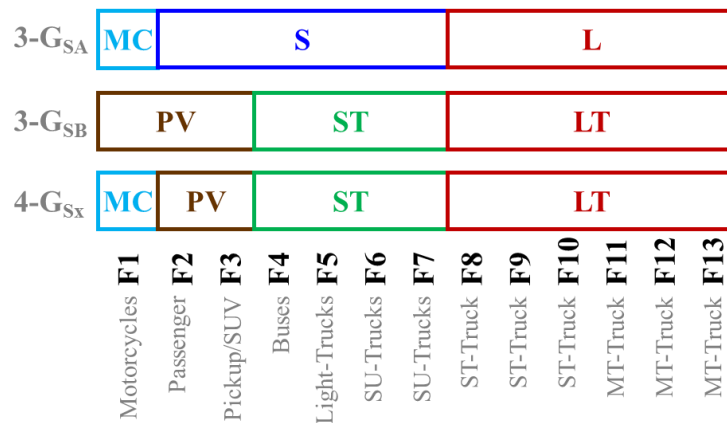 3-G_SA MC S L
3-G_SB PV ST LT
4-G_Sx MC PV ST LT
Motorcycles F1
Passenger F2
Pickup/SUV F3
Buses F4
Light-Trucks F5
SU-Trucks F6
SU-Trucks F7
ST-Truck F8
ST-Truck F9
ST-Truck F10
MT-Truck F11
MT-Truck F12
MT-Truck F13